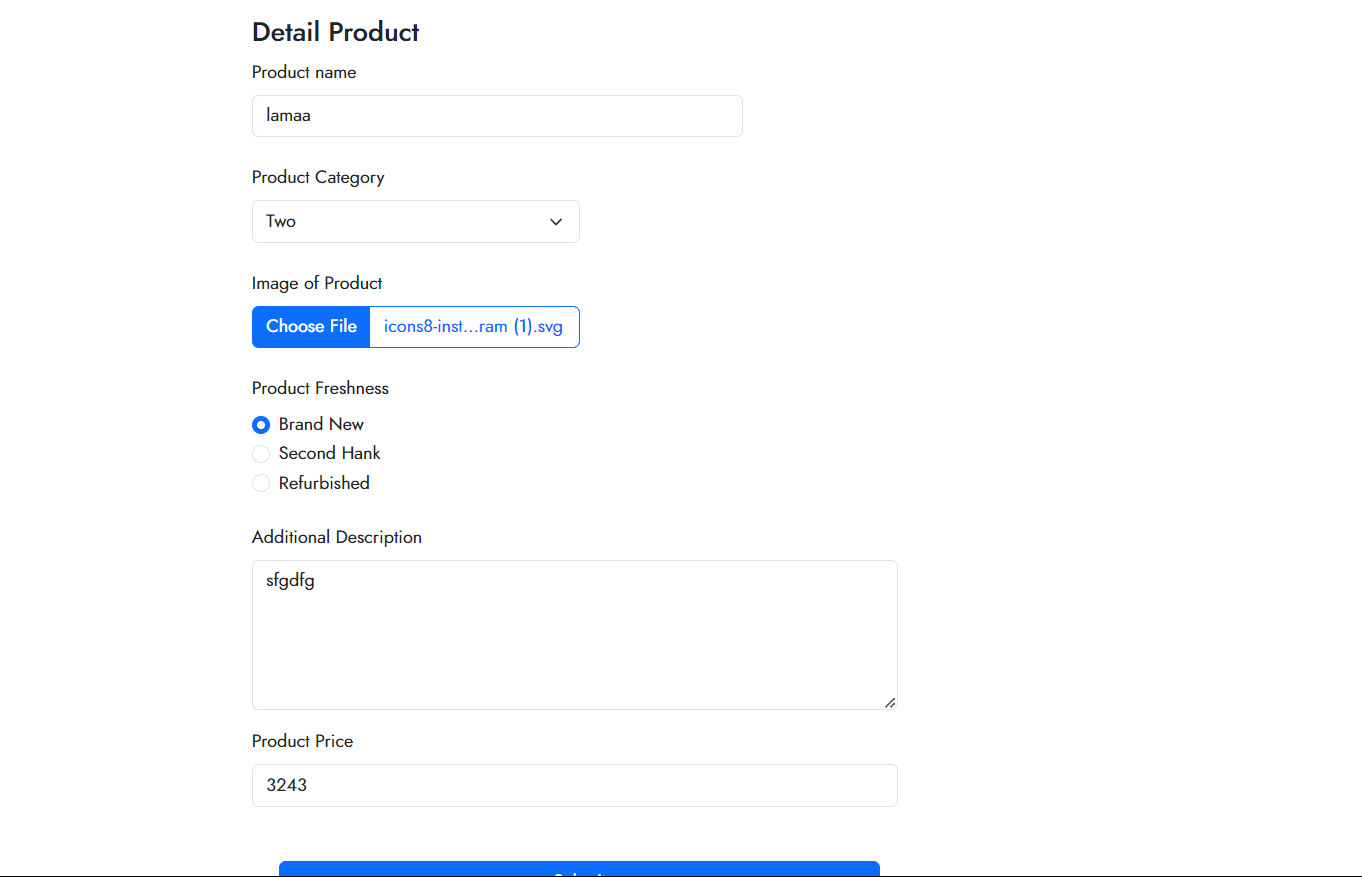 Detail Product
Product name
lamaa
Product Category
Two
Image of Product
Choose File icons8-inst...ram (1).svg
Product Freshness
Brand New
Second Hank
Refurbished
Additional Description
sfgdfg
Product Price
3243